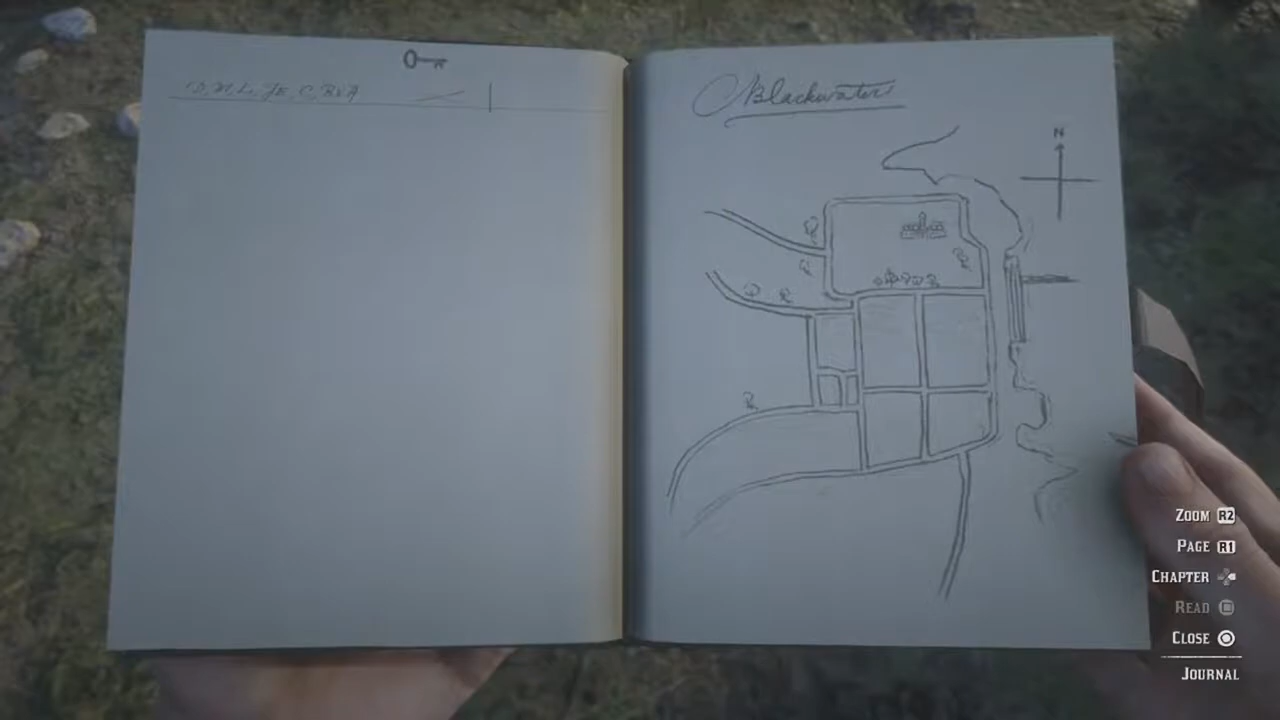 Blackwater
N
ZOOM R2
PAGE R1
CHAPTER
READ
CLOSE
JOURNAL